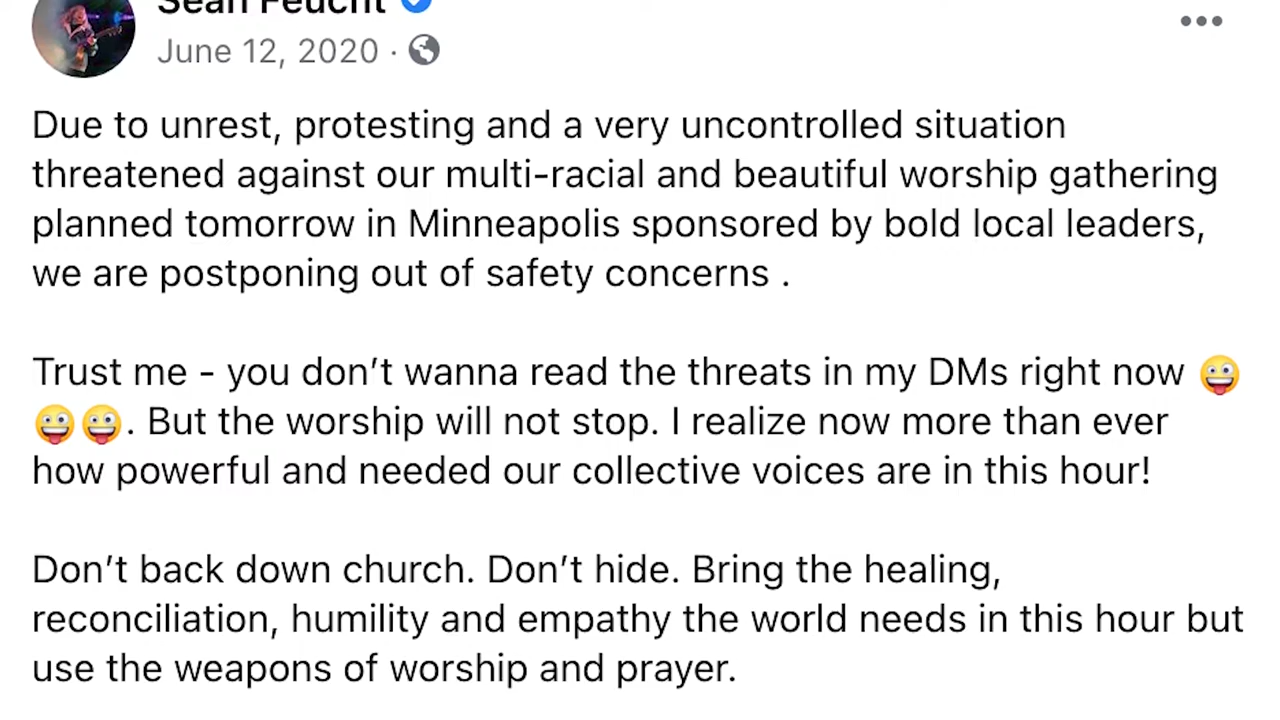 Sean Feucht
June 12, 2020 ·
Due to unrest, protesting and a very uncontrolled situation
threatened against our multi-racial and beautiful worship gathering
planned tomorrow in Minneapolis sponsored by bold local leaders,
we are postponing out of safety concerns .
Trust me - you don’t wanna read the threats in my DMs right now 🤪
🤪🤪. But the worship will not stop. I realize now more than ever
how powerful and needed our collective voices are in this hour!
Don’t back down church. Don’t hide. Bring the healing,
reconciliation, humility and empathy the world needs in this hour but
use the weapons of worship and prayer.